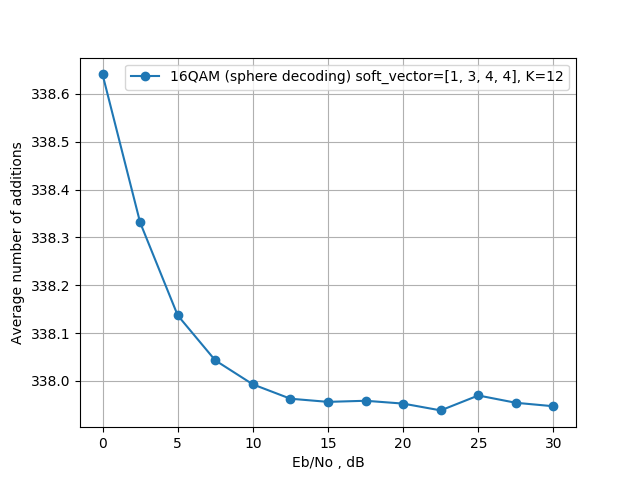 16QAM (sphere decoding) soft_vector=[1, 3, 4, 4], K=12
338.6
338.5
338.4
338.3
338.2
338.1
338.0
Average number of additions
0 5 10 15 20 25 30
Eb/No , dB